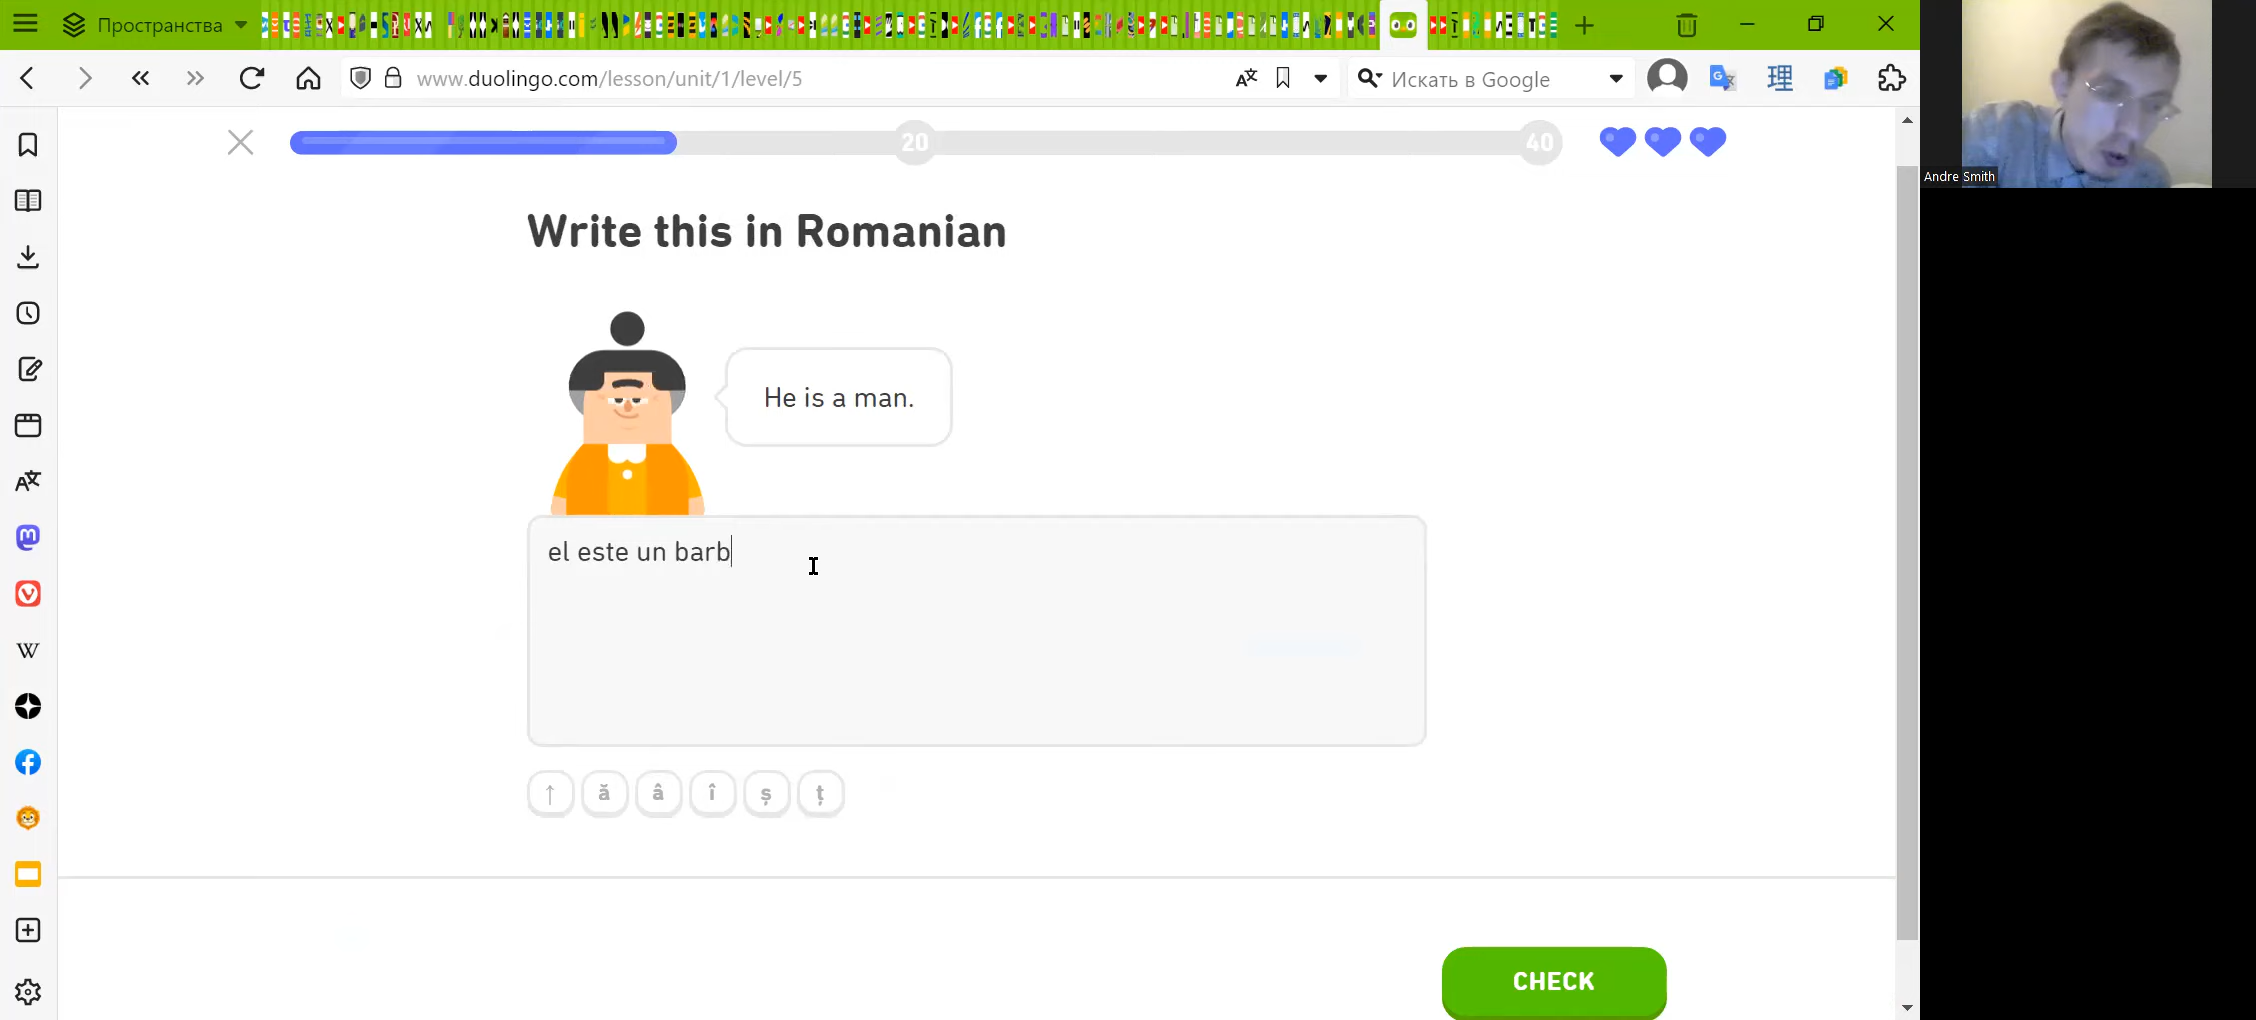 Пространства
www.duolingo.com/lesson/unit/1/level/5
Искать в Google
20
40
Andre Smith
Write this in Romanian
He is a man.
el este un barb
↑ ă â î ș ț
CHECK